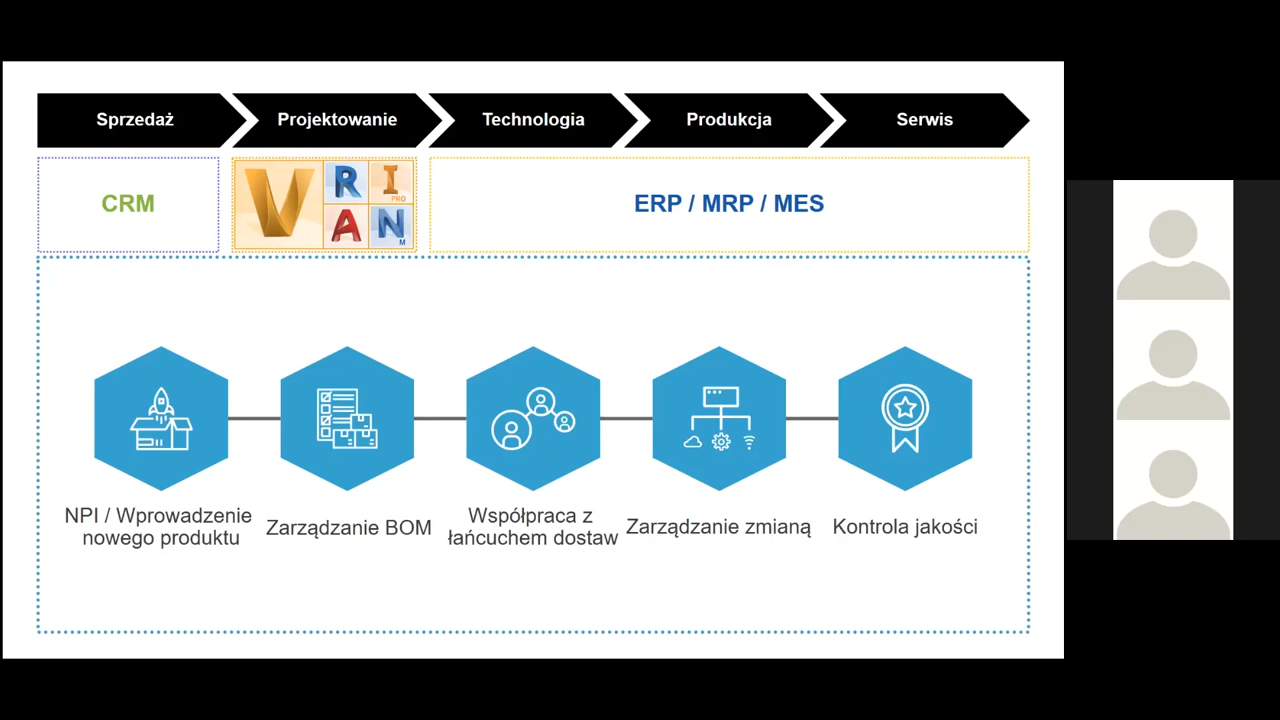 Sprzedaż
Projektowanie
Technologia
Produkcja
Serwis
CRM
V
R
I
PRO
A
N
M
ERP / MRP / MES
NPI / Wprowadzenie
nowego produktu
Zarządzanie BOM
Współpraca z
łańcuchem dostaw
Zarządzanie zmianą
Kontrola jakości